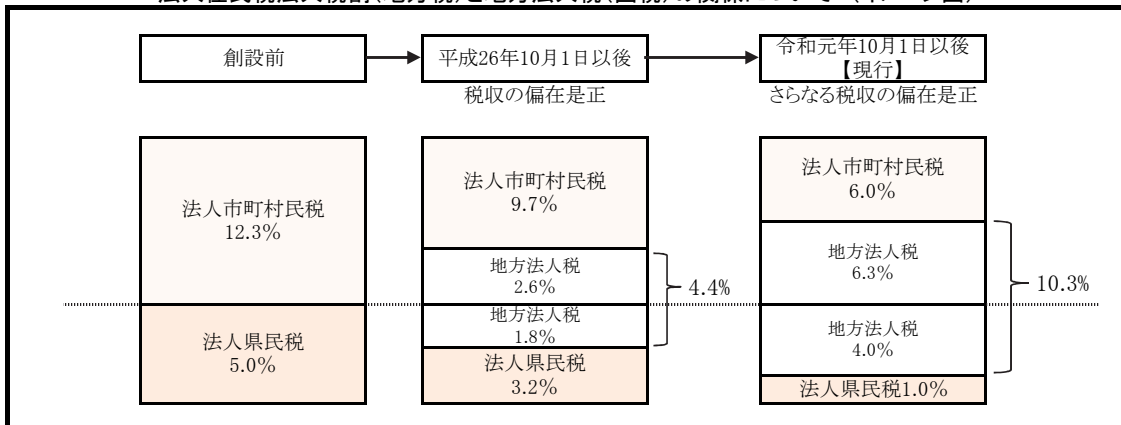 創設前
平成26年10月1日以後
令和元年10月1日以後
【現行】
税収の偏在是正
さらなる税収の偏在是正
法人市町村民税
12.3%
法人県民税
5.0%
法人市町村民税
9.7%
地方法人税
2.6%
地方法人税
1.8%
4.4%
法人県民税
3.2%
法人市町村民税
6.0%
地方法人税
6.3%
地方法人税
4.0%
10.3%
法人県民税1.0%